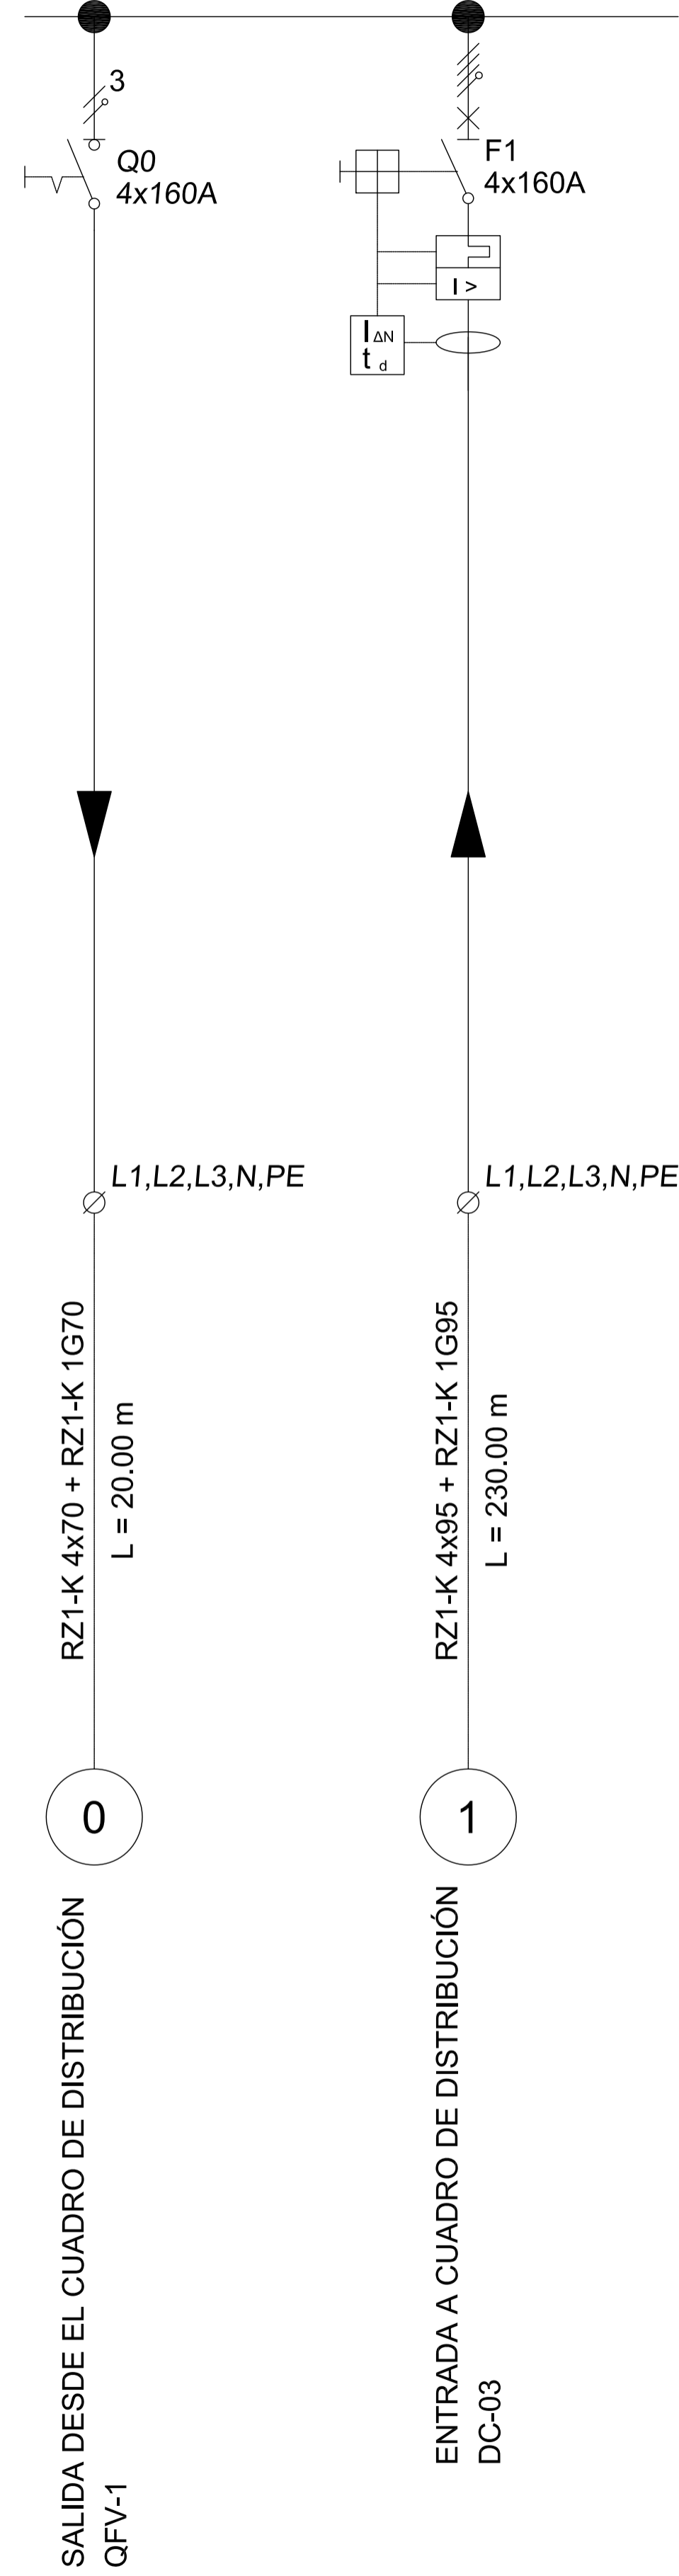 3
Q0
4x160A
F1
4x160A
I >
I ΔN
t d
L1,L2,L3,N,PE
L1,L2,L3,N,PE
RZ1-K 4x70 + RZ1-K 1G70
L = 20.00 m
RZ1-K 4x95 + RZ1-K 1G95
L = 230.00 m
0
1
SALIDA DESDE EL CUADRO DE DISTRIBUCIÓN
QFV-1
ENTRADA A CUADRO DE DISTRIBUCIÓN
DC-03